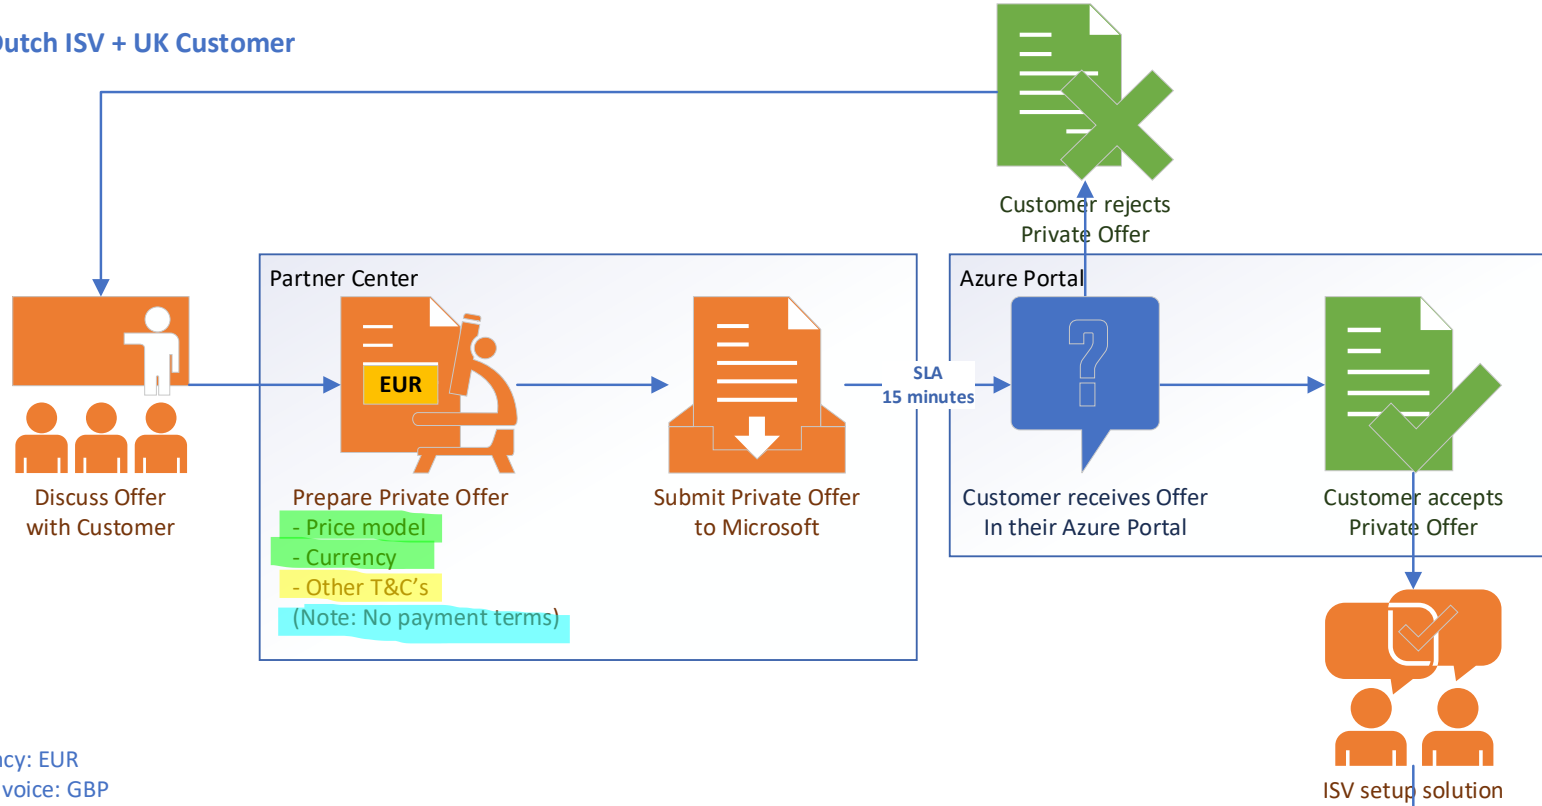 Dutch ISV + UK Customer
Customer rejects
Private Offer
Partner Center
Azure Portal
EUR
SLA
15 minutes
Discuss Offer
with Customer
Prepare Private Offer
- Price model
- Currency
- Other T&C's
(Note: No payment terms)
Submit Private Offer
to Microsoft
Customer receives Offer
In their Azure Portal
Customer accepts
Private Offer
ncy: EUR
voice: GBP
ISV setup solution